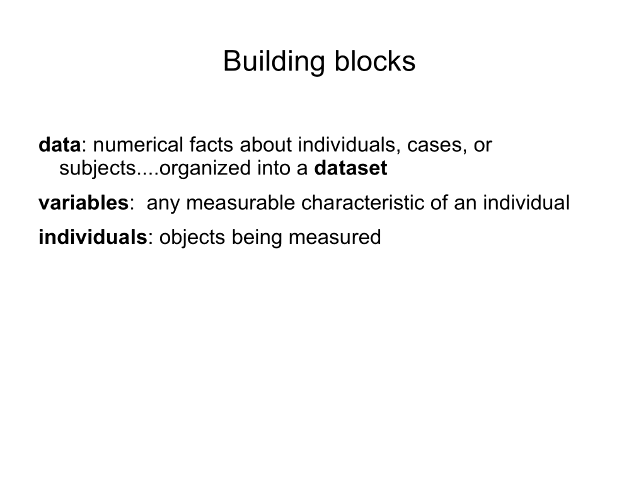 Building blocks
data: numerical facts about individuals, cases, or
subjects....organized into a dataset
variables:  any measurable characteristic of an individual
individuals: objects being measured